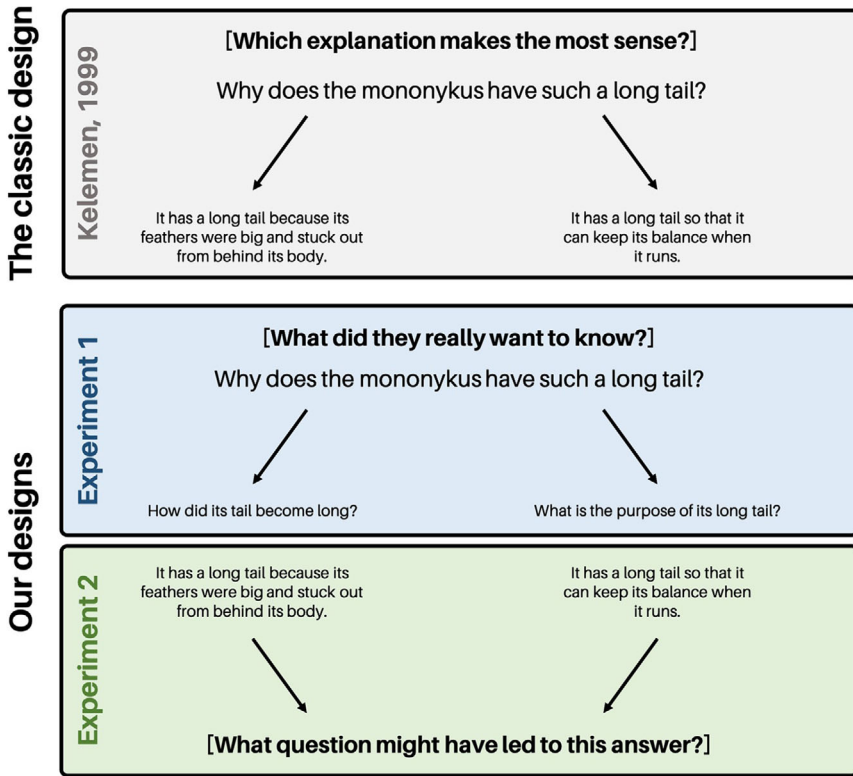 The classic design
Kelemen, 1999
[Which explanation makes the most sense?]
Why does the mononykus have such a long tail?
It has a long tail because its
feathers were big and stuck out
from behind its body.
It has a long tail so that it
can keep its balance when
it runs.
Our designs
Experiment 1
[What did they really want to know?]
Why does the mononykus have such a long tail?
How did its tail become long?
What is the purpose of its long tail?
Experiment 2
It has a long tail because its
feathers were big and stuck out
from behind its body.
It has a long tail so that it
can keep its balance when
it runs.
[What question might have led to this answer?]